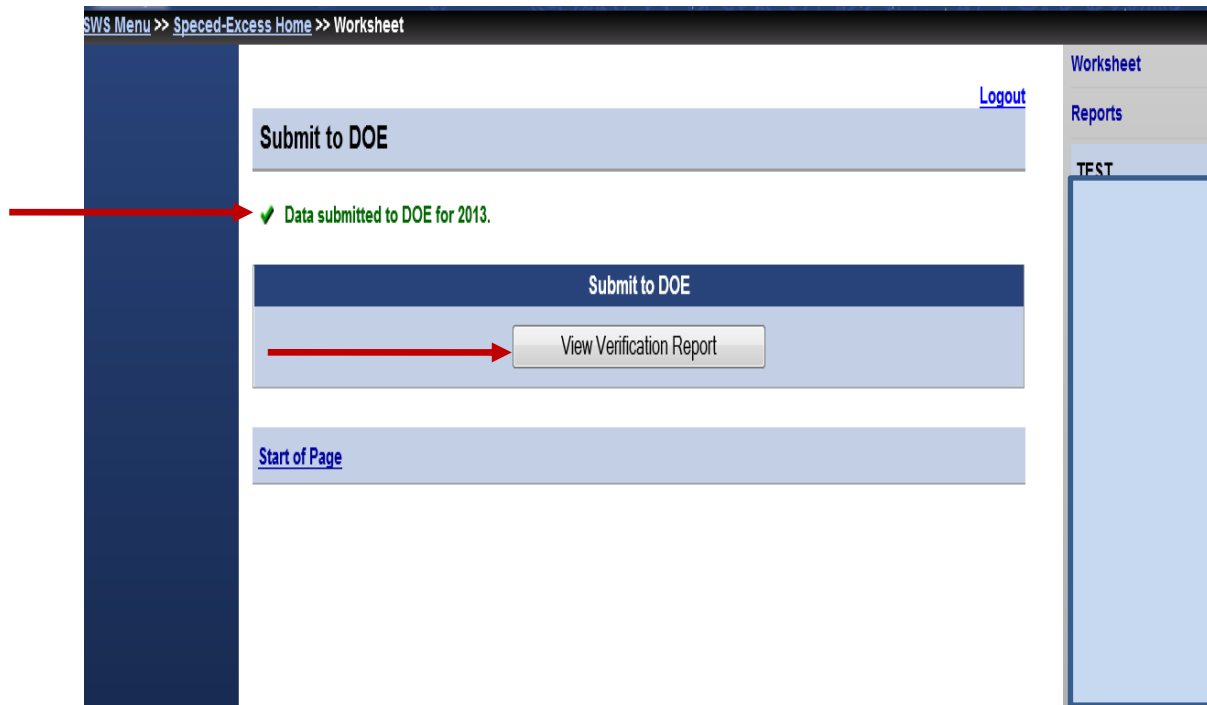 SWS Menu >> Speced-Excess Home >> Worksheet
Logout
Submit to DOE
Data submitted to DOE for 2013.
Submit to DOE
View Verification Report
Start of Page
Worksheet
Reports
TEST